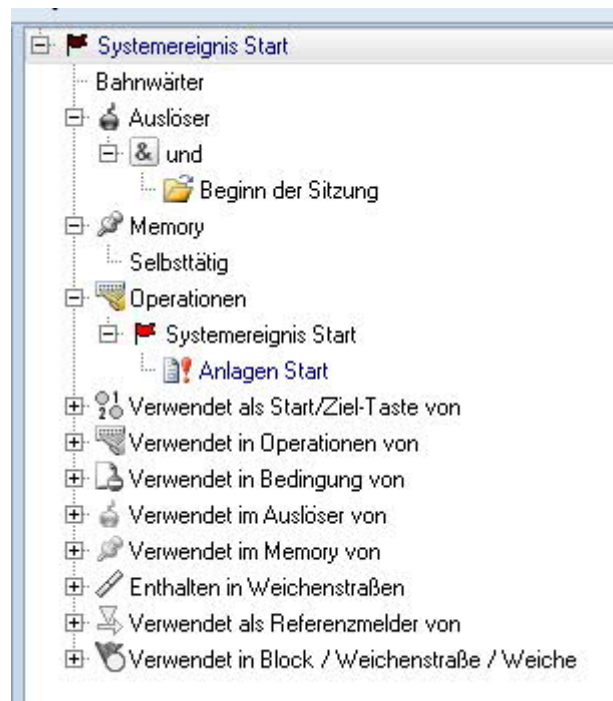 Systemereignis Start
Bahnwärter
Auslöser
& und
Beginn der Sitzung
Memory
Selbsttätig
Operationen
Systemereignis Start
Anlagen Start
Verwendet als Start/Ziel-Taste von
Verwendet in Operationen von
Verwendet in Bedingung von
Verwendet im Auslöser von
Verwendet im Memory von
Enthalten in Weichenstraßen
Verwendet als Referenzmelder von
Verwendet in Block / Weichenstraße / Weiche